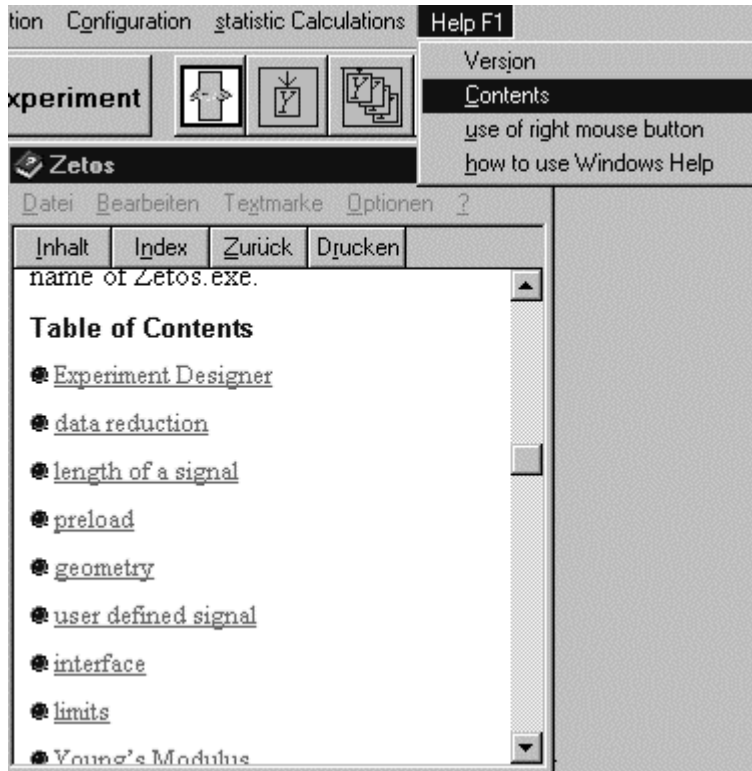 tion Configuration statistic Calculations Help F1
Version
Contents
use of right mouse button
how to use Windows Help
xperiment
Y
Y
Zetos
Datei Bearbeiten Textmarke Optionen ?
Inhalt Index Zurück Drucken
name of Zetos.exe.
Table of Contents
Experiment Designer
data reduction
length of a signal
preload
geometry
user defined signal
interface
limits
Young's Modulus